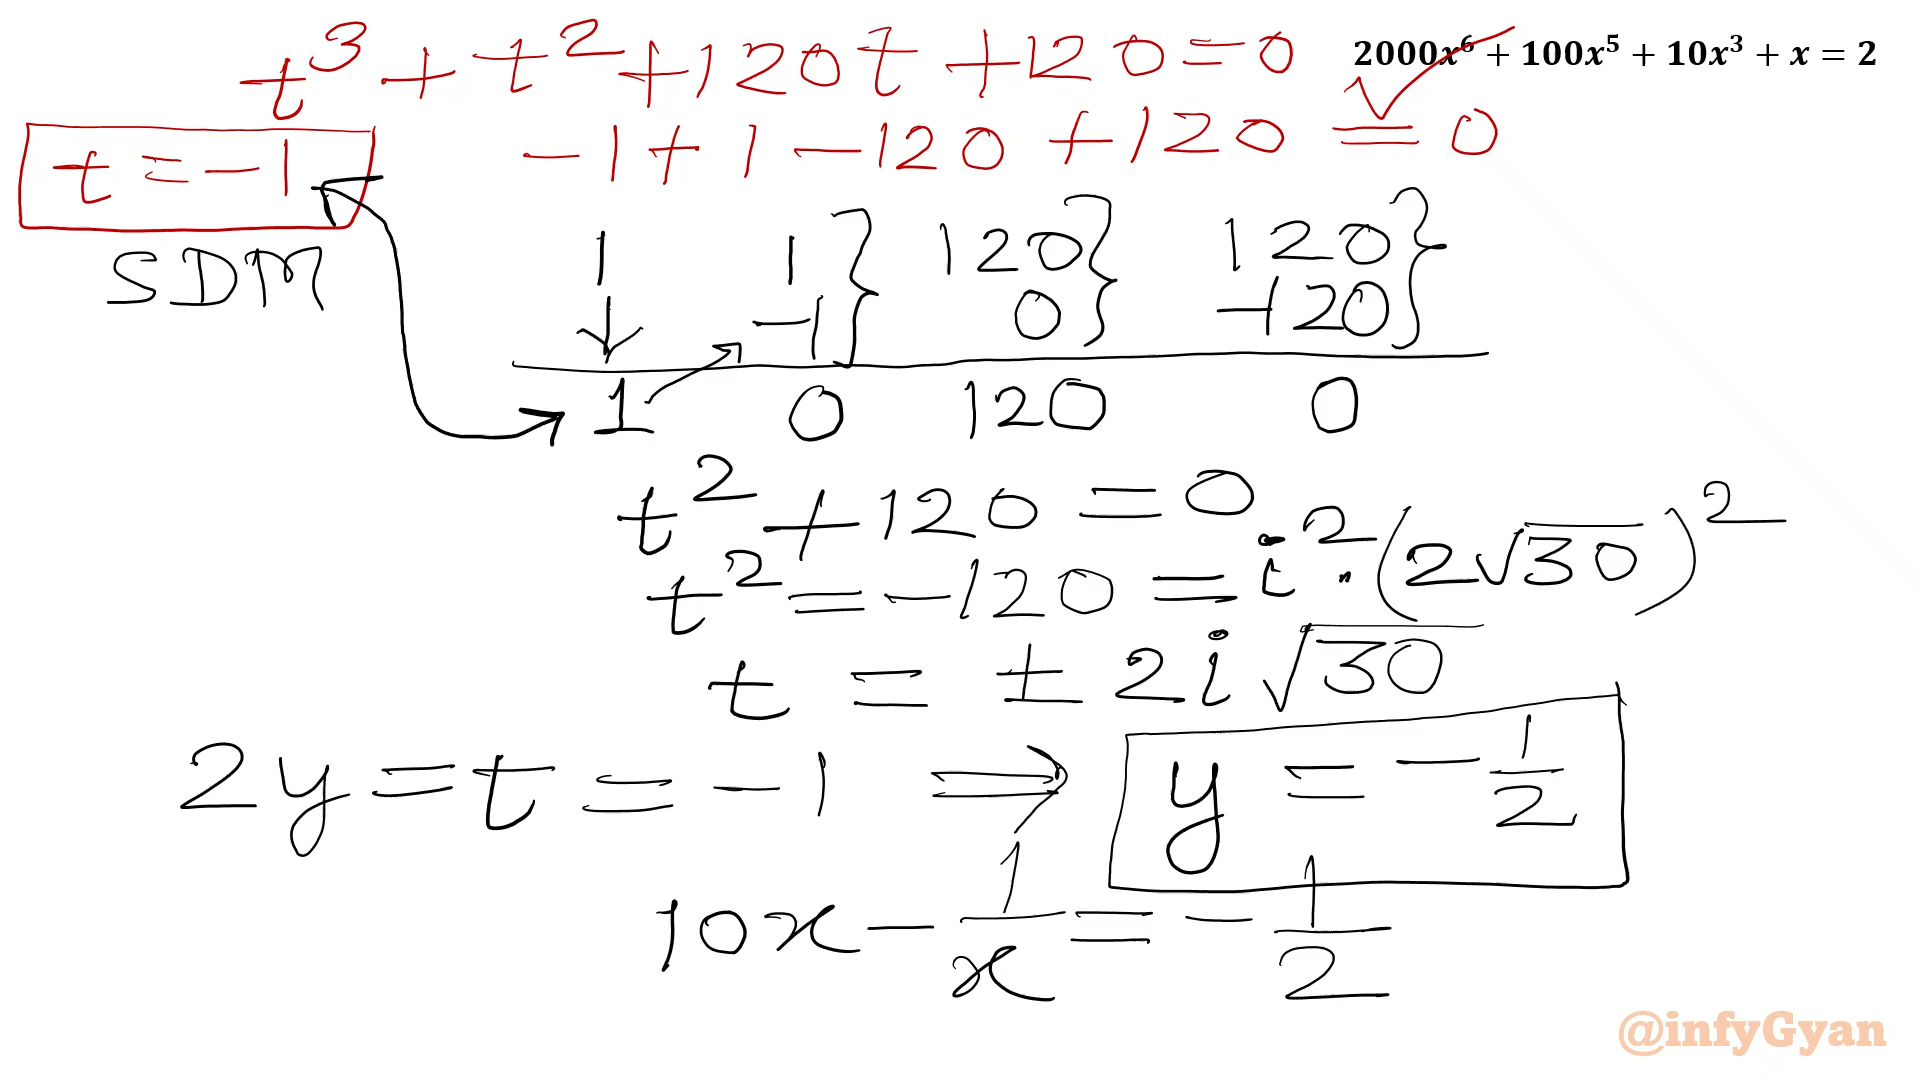 t³ + t² + 120t + 120 = 0
2000x⁶ + 100x⁵ + 10x³ + x = 2
-1 + 1 - 120 + 120 = 0
t = -1
SDM
1 1 } 120 } 120 }
-1 0 -120
1 0 120 0
t² + 120 = 0
t² = -120 = i² · (2√30)²
t = ± 2i√30
2y = t = -1 ⇒ y = -1/2
10x - 1/x = -1/2
@infyGyan